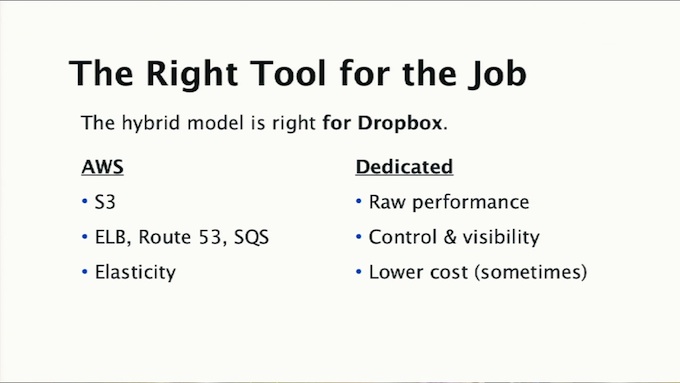 The Right Tool for the Job
The hybrid model is right for Dropbox.
AWS
• S3
• ELB, Route 53, SQS
• Elasticity
Dedicated
• Raw performance
• Control & visibility
• Lower cost (sometimes)